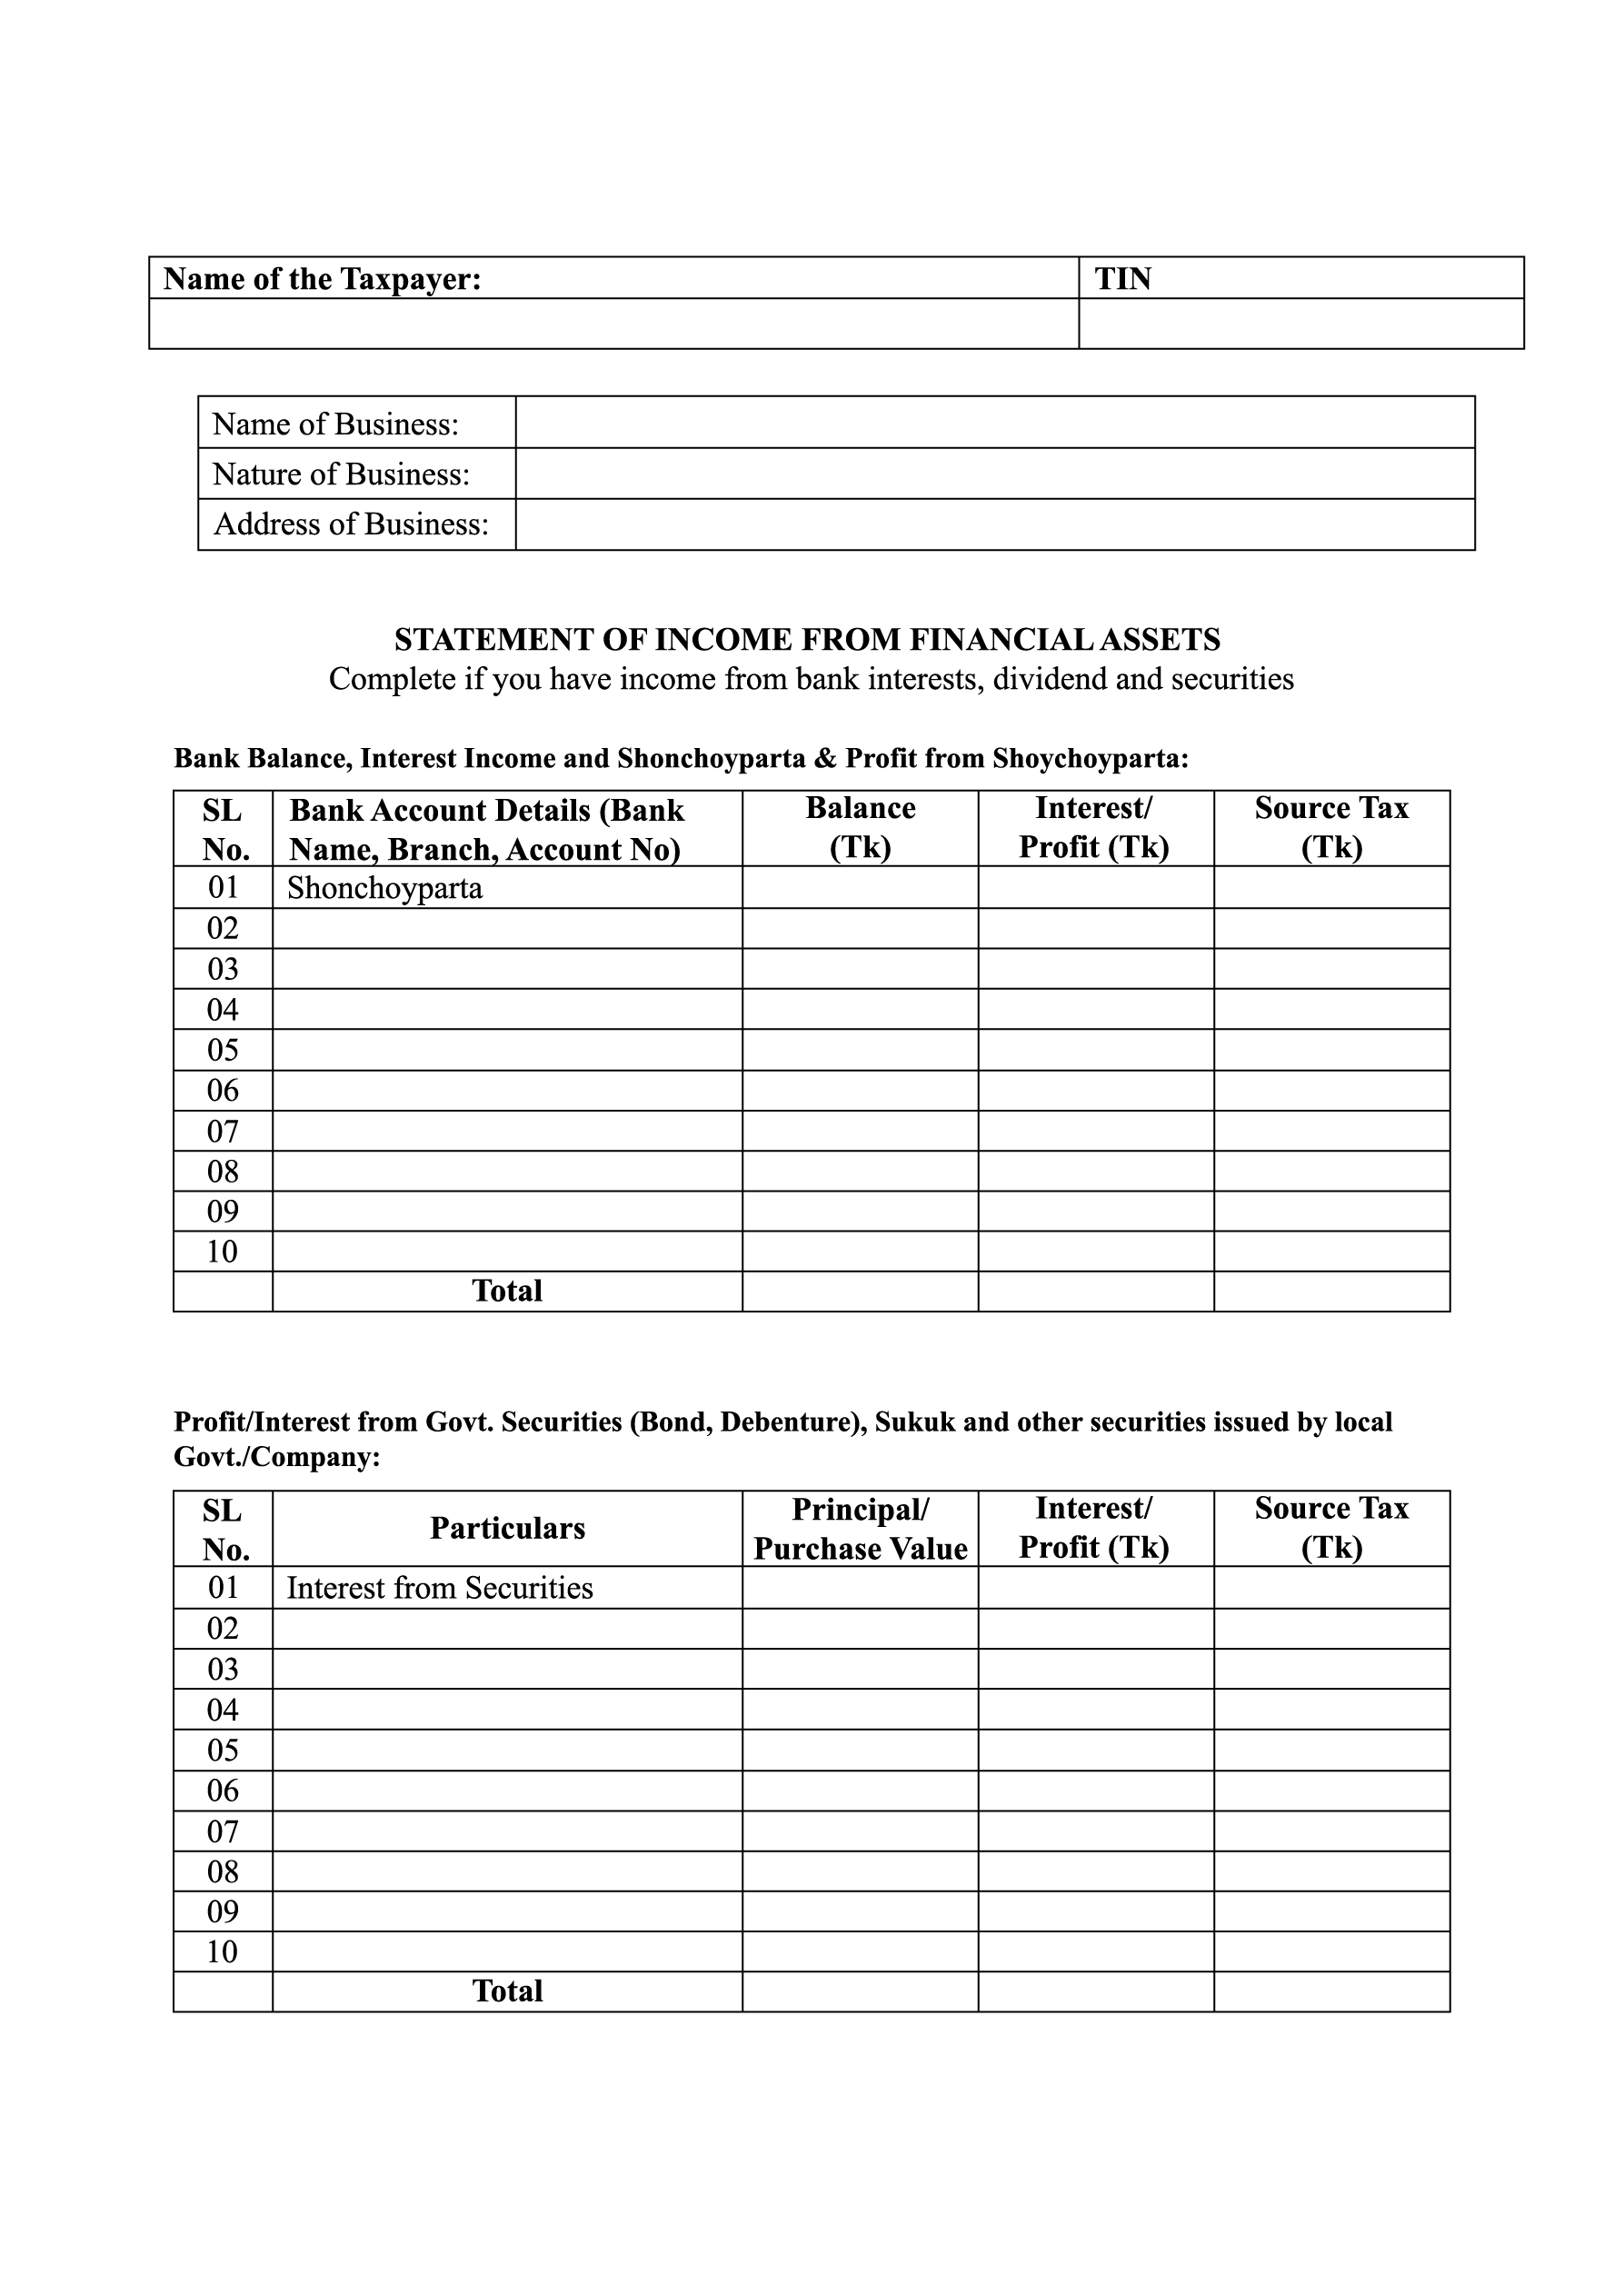 Name of the Taxpayer: TIN
Name of Business:
Nature of Business:
Address of Business:
STATEMENT OF INCOME FROM FINANCIAL ASSETS
Complete if you have income from bank interests, dividend and securities
Bank Balance, Interest Income and Shonchoyparta & Profit from Shoychoyparta:
SL No. Bank Account Details (Bank Name, Branch, Account No) Balance (Tk) Interest/ Profit (Tk) Source Tax (Tk)
01 Shonchoyparta
02
03
04
05
06
07
08
09
10
Total
Profit/Interest from Govt. Securities (Bond, Debenture), Sukuk and other securities issued by local
Govt./Company:
SL No. Particulars Principal/ Purchase Value Interest/ Profit (Tk) Source Tax (Tk)
01 Interest from Securities
02
03
04
05
06
07
08
09
10
Total